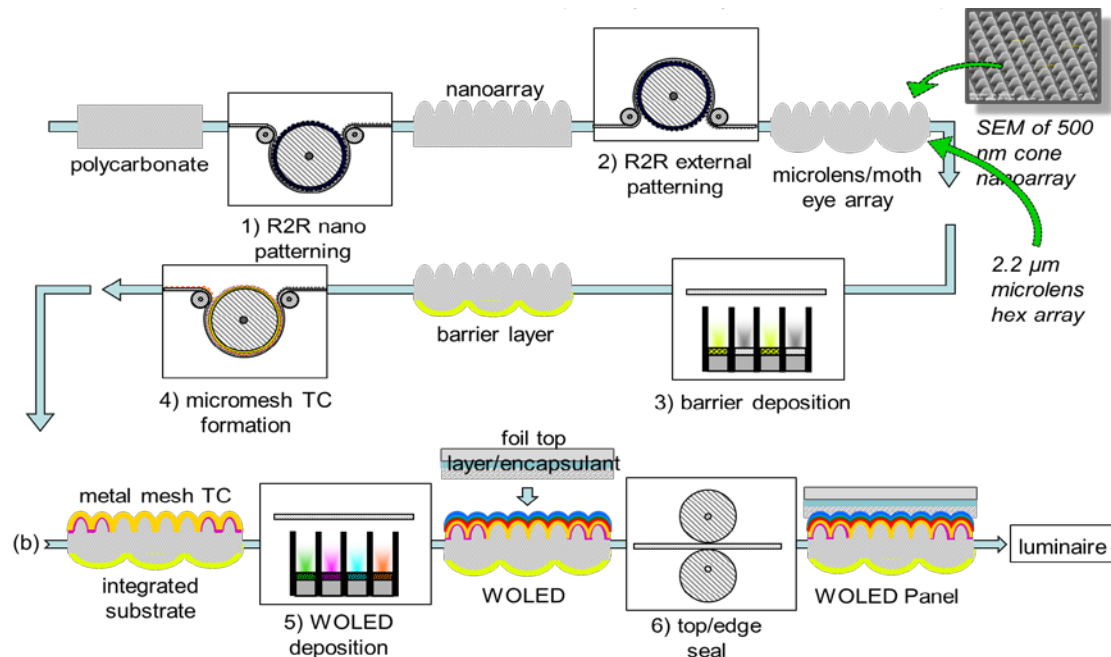 polycarbonate
1) R2R nano
patterning
nanoarray
2) R2R external
patterning
microlens/moth
eye array
SEM of 500
nm cone
nanoarray
2.2 µm
microlens
hex array
3) barrier deposition
barrier layer
4) micromesh TC
formation
(b)
metal mesh TC
integrated
substrate
5) WOLED
deposition
foil top
layer/encapsulant
WOLED
6) top/edge
seal
WOLED Panel
luminaire